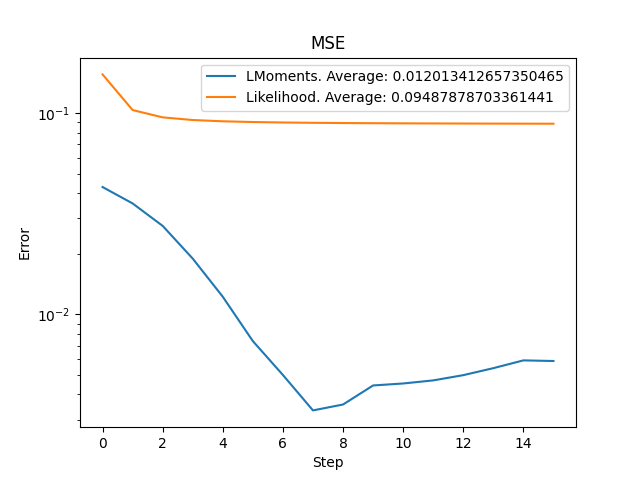 MSE
LMoments. Average: 0.012013412657350465
Likelihood. Average: 0.09487878703361441
10⁻¹
10⁻²
Error
0 2 4 6 8 10 12 14
Step